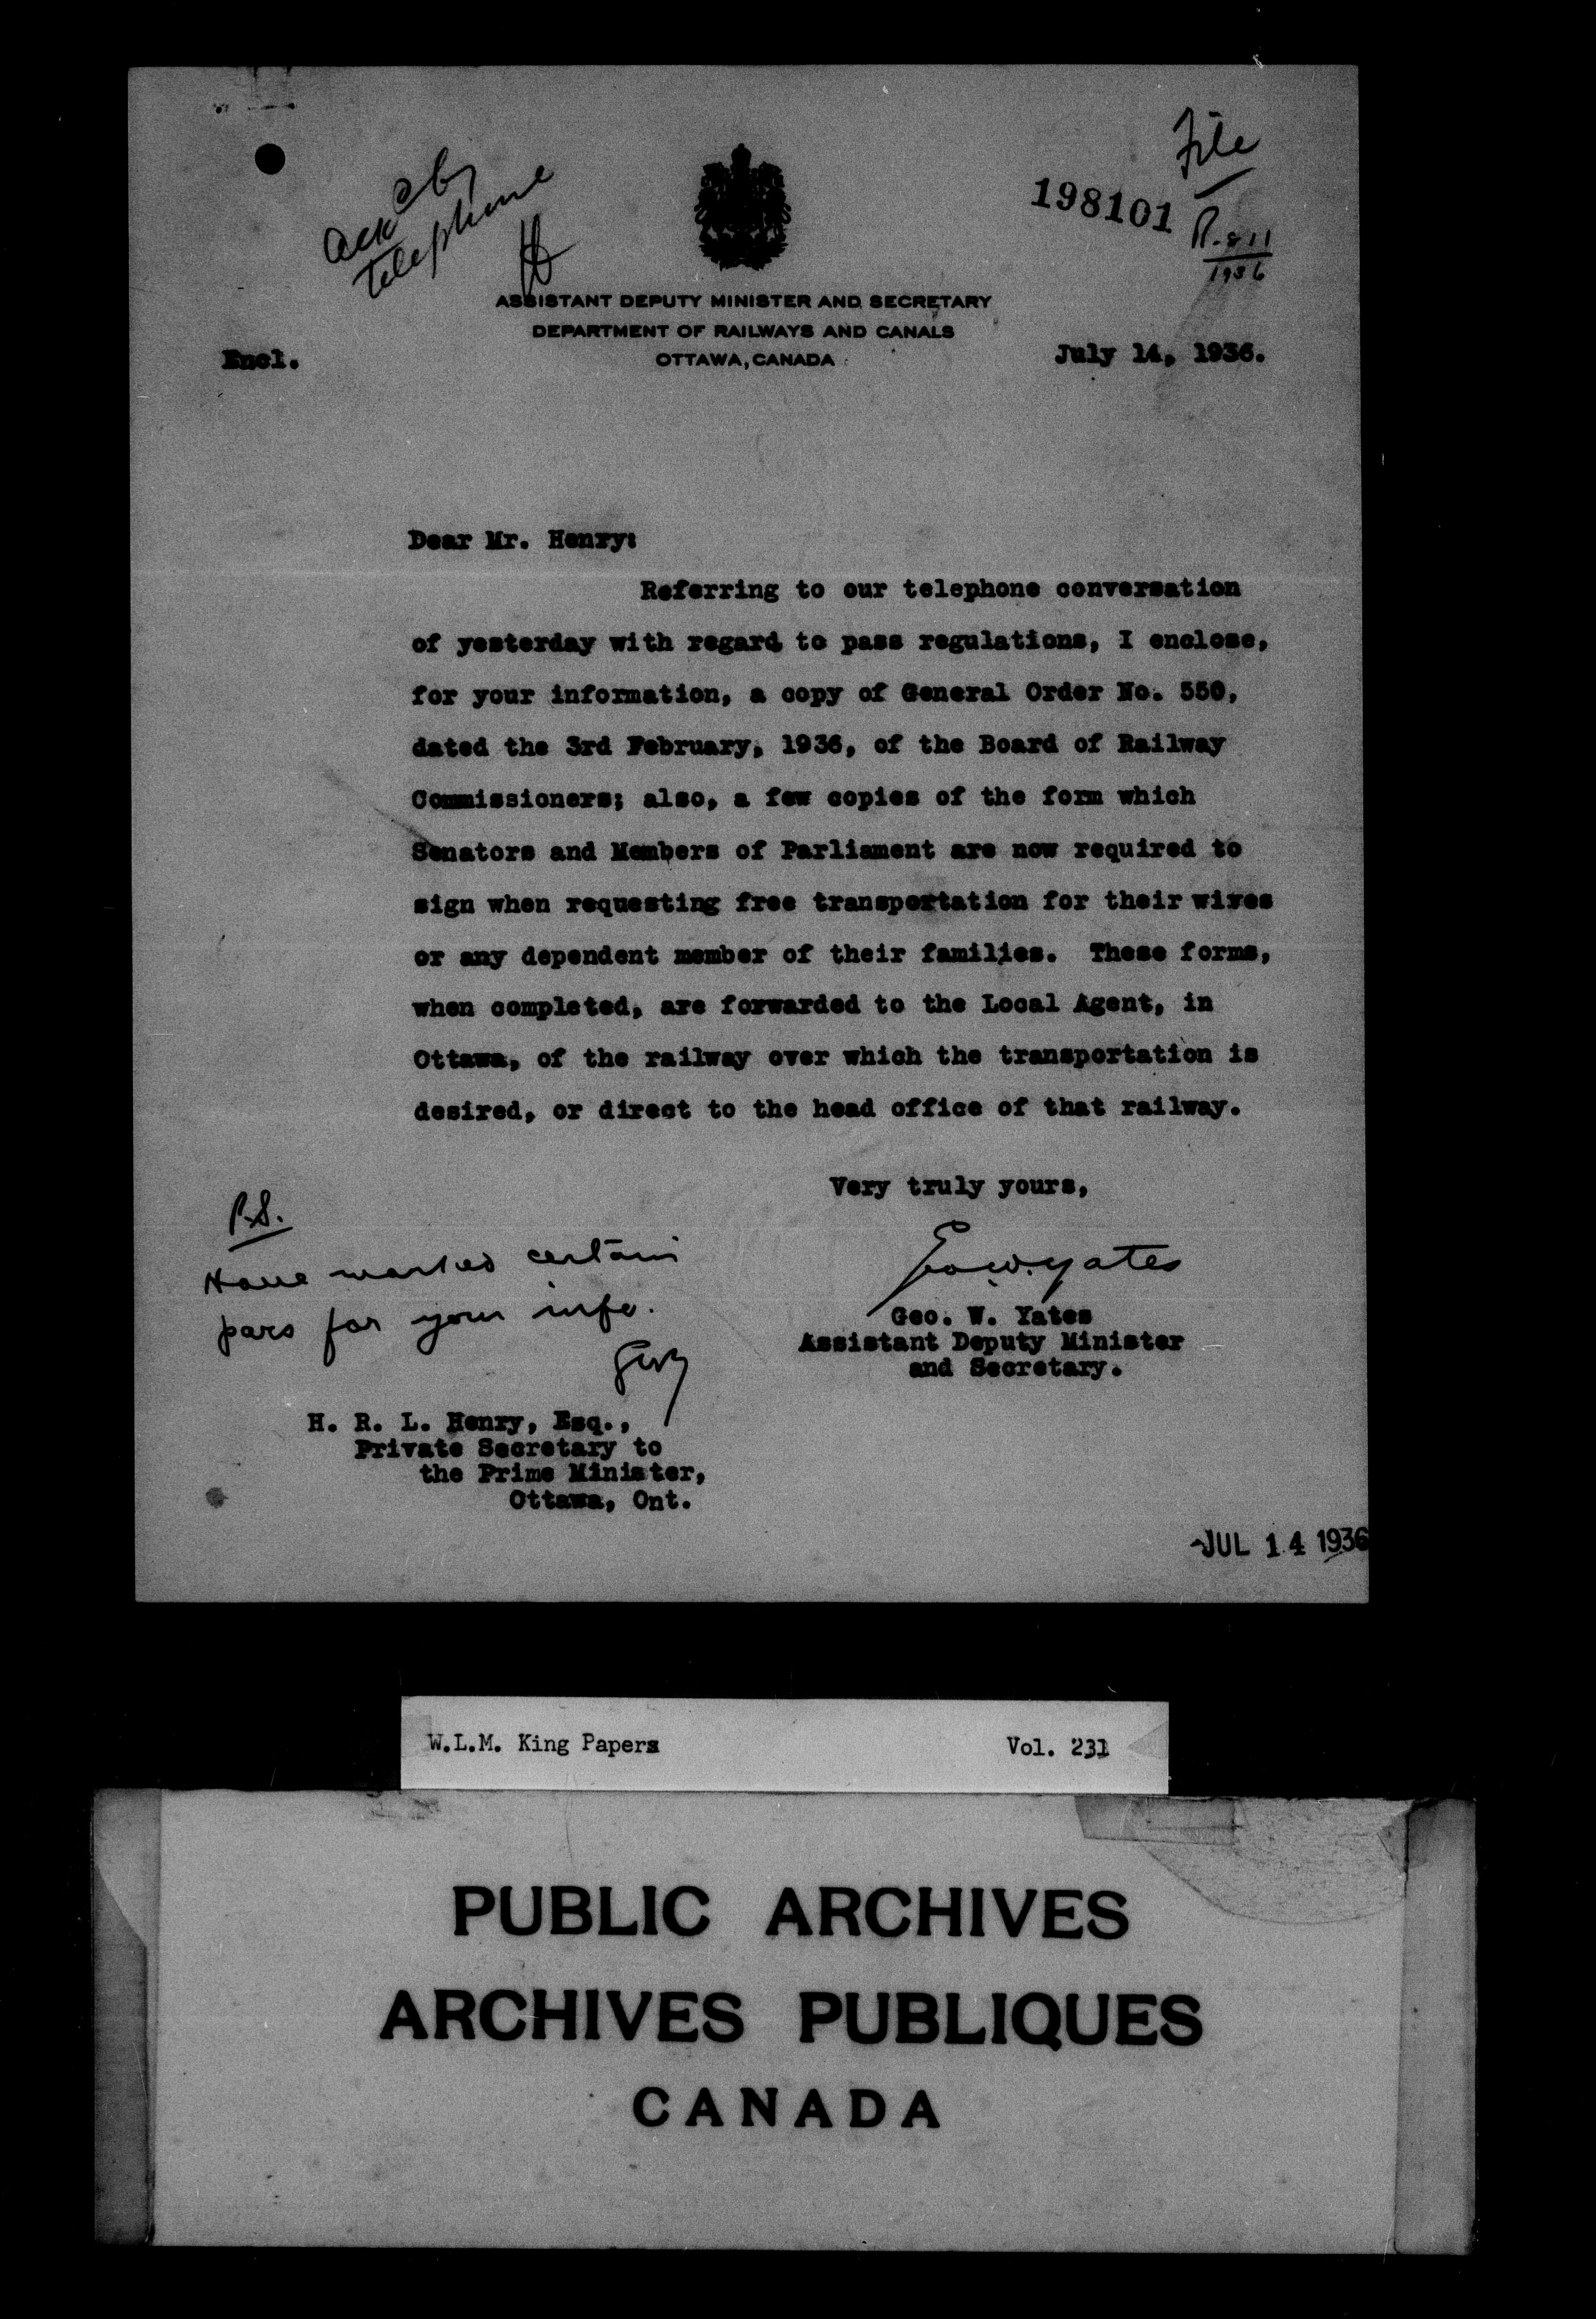 File
ack by
telephone
H
198101
R-811
1936
ASSISTANT DEPUTY MINISTER AND SECRETARY
DEPARTMENT OF RAILWAYS AND CANALS
OTTAWA, CANADA
Encl.
July 14, 1936.
Dear Mr. Henry:
Referring to our telephone conversation
of yesterday with regard to pass regulations, I enclose,
for your information, a copy of General Order No. 550,
dated the 3rd February, 1936, of the Board of Railway
Commissioners; also, a few copies of the form which
Senators and Members of Parliament are now required to
sign when requesting free transportation for their wives
or any dependent member of their families. These forms,
when completed, are forwarded to the Local Agent, in
Ottawa, of the railway over which the transportation is
desired, or direct to the head office of that railway.
Very truly yours,
Geo. W. Yates
Geo. W. Yates
Assistant Deputy Minister
and Secretary.
P.S.
Have marked certain
pars for your info.
GWY
H. R. L. Henry, Esq.,
Private Secretary to
the Prime Minister,
Ottawa, Ont.
JUL 14 1936
W.L.M. King Papers Vol. 231
PUBLIC ARCHIVES
ARCHIVES PUBLIQUES
CANADA